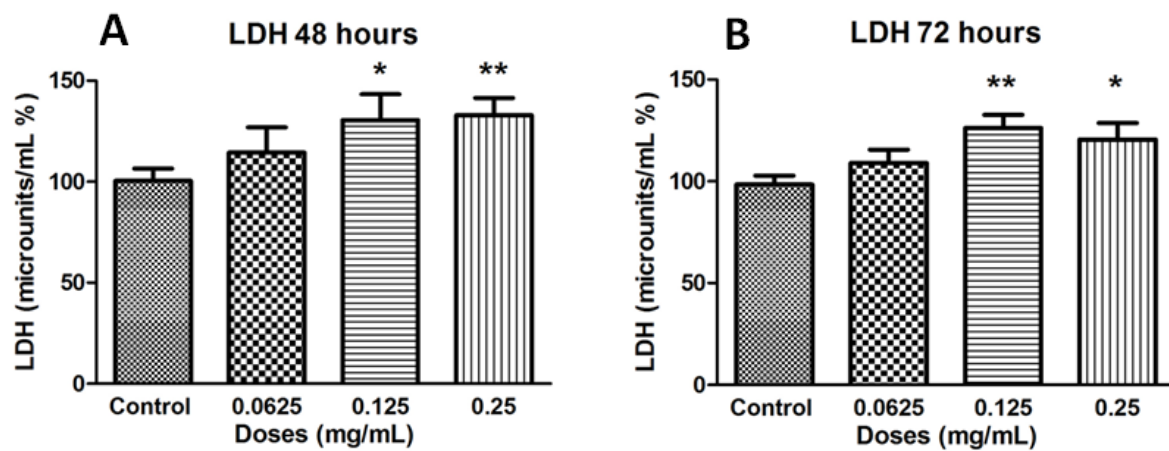 A
LDH 48 hours
LDH (microunits/mL %)
150
100
50
0
*
**
Control 0.0625 0.125 0.25
Doses (mg/mL)
B
LDH 72 hours
LDH (microunits/mL %)
150
100
50
0
**
*
Control 0.0625 0.125 0.25
Doses (mg/mL)